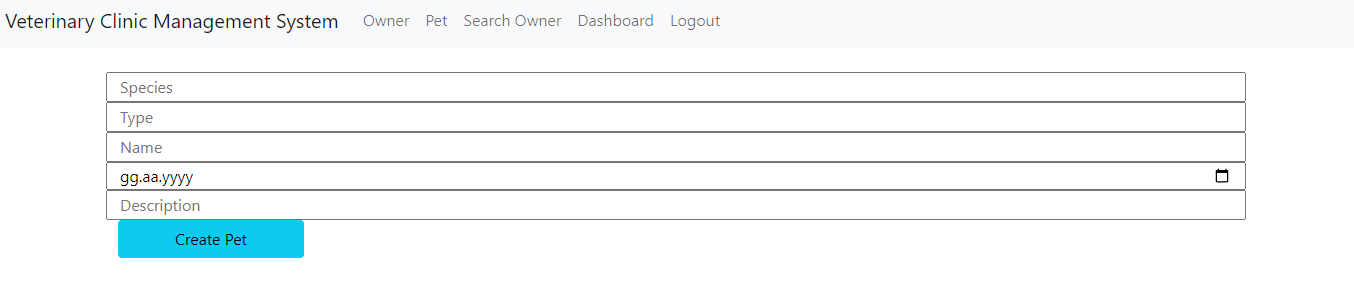 Veterinary Clinic Management System Owner Pet Search Owner Dashboard Logout
Species
Type
Name
gg.aa.yyyy
Description
Create Pet